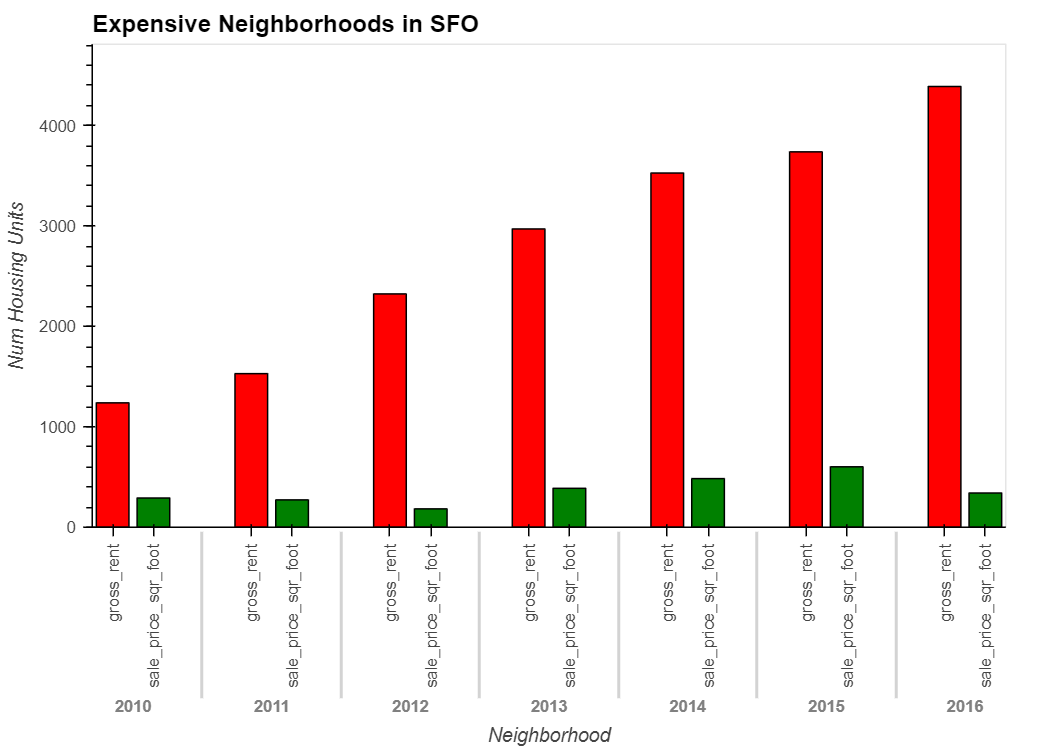 Expensive Neighborhoods in SFO
Num Housing Units
4000
3000
2000
1000
0
gross_rent
sale_price_sqr_foot
gross_rent
sale_price_sqr_foot
gross_rent
sale_price_sqr_foot
gross_rent
sale_price_sqr_foot
gross_rent
sale_price_sqr_foot
gross_rent
sale_price_sqr_foot
gross_rent
sale_price_sqr_foot
2010
2011
2012
2013
2014
2015
2016
Neighborhood